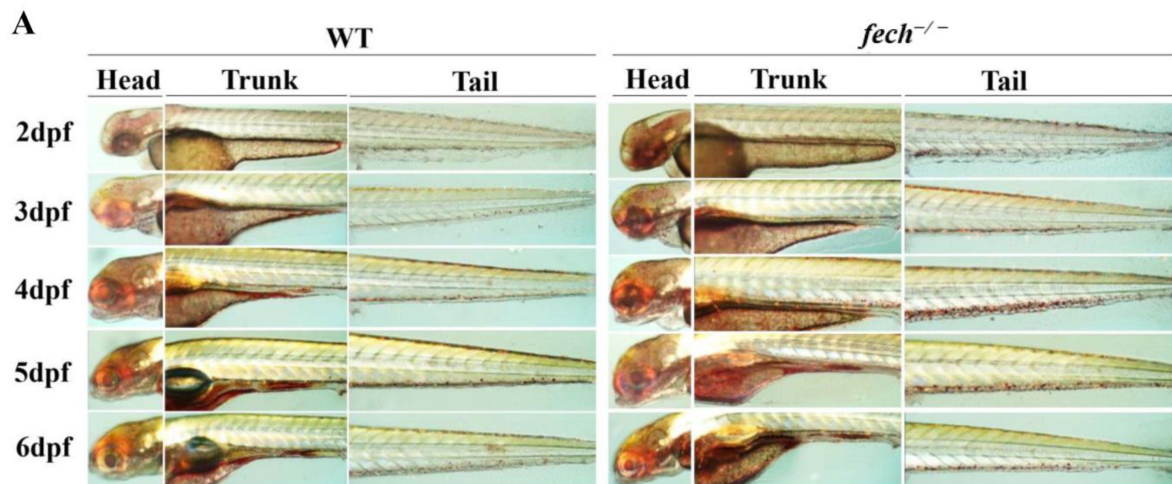 A
WT
fech−/−
Head Trunk Tail
Head Trunk Tail
2dpf
3dpf
4dpf
5dpf
6dpf